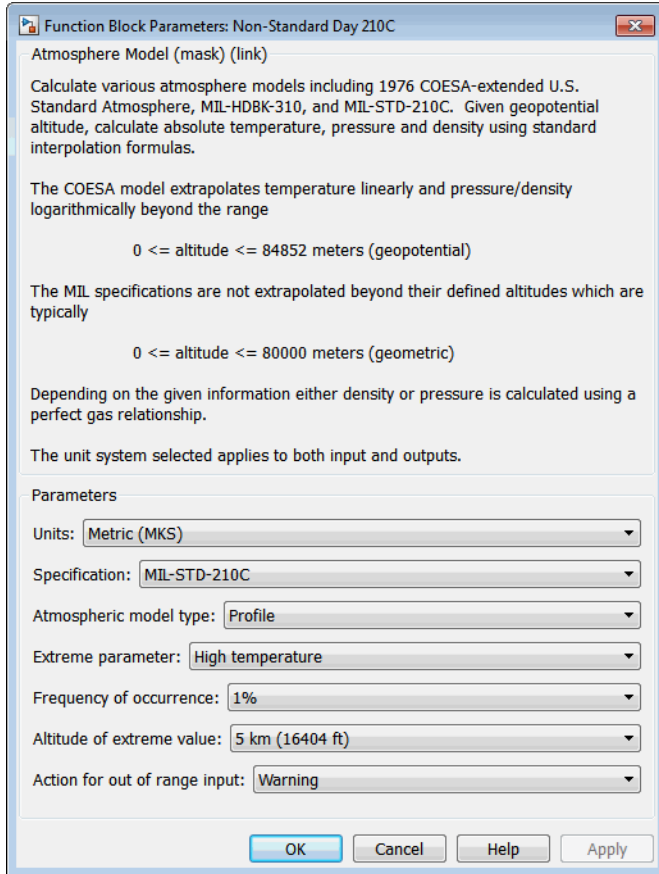 Function Block Parameters: Non-Standard Day 210C
Atmosphere Model (mask) (link)
Calculate various atmosphere models including 1976 COESA-extended U.S.
Standard Atmosphere, MIL-HDBK-310, and MIL-STD-210C.  Given geopotential
altitude, calculate absolute temperature, pressure and density using standard
interpolation formulas.
The COESA model extrapolates temperature linearly and pressure/density
logarithmically beyond the range
0 <= altitude <= 84852 meters (geopotential)
The MIL specifications are not extrapolated beyond their defined altitudes which are
typically
0 <= altitude <= 80000 meters (geometric)
Depending on the given information either density or pressure is calculated using a
perfect gas relationship.
The unit system selected applies to both input and outputs.
Parameters
Units: Metric (MKS)
Specification: MIL-STD-210C
Atmospheric model type: Profile
Extreme parameter: High temperature
Frequency of occurrence: 1%
Altitude of extreme value: 5 km (16404 ft)
Action for out of range input: Warning
OK Cancel Help Apply